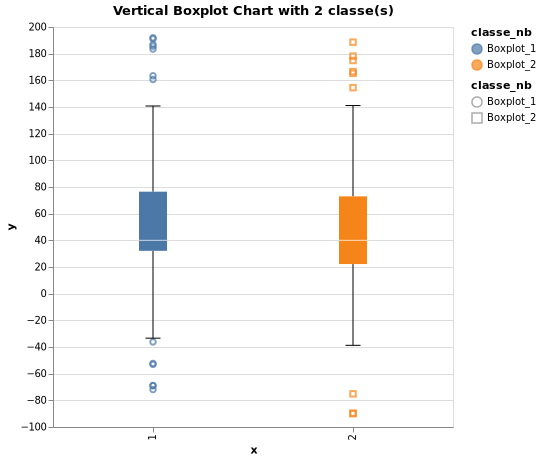 Vertical Boxplot Chart with 2 classe(s)
200
180
160
140
120
100
80
60
40
20
0
−20
−40
−60
−80
−100
y
1
2
x
classe_nb
Boxplot_1
Boxplot_2
classe_nb
Boxplot_1
Boxplot_2